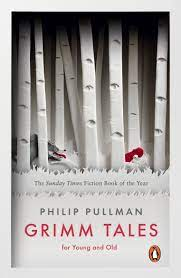 The Sunday Times Fiction Book of the Year
PHILIP PULLMAN
GRIMM TALES
for Young and Old